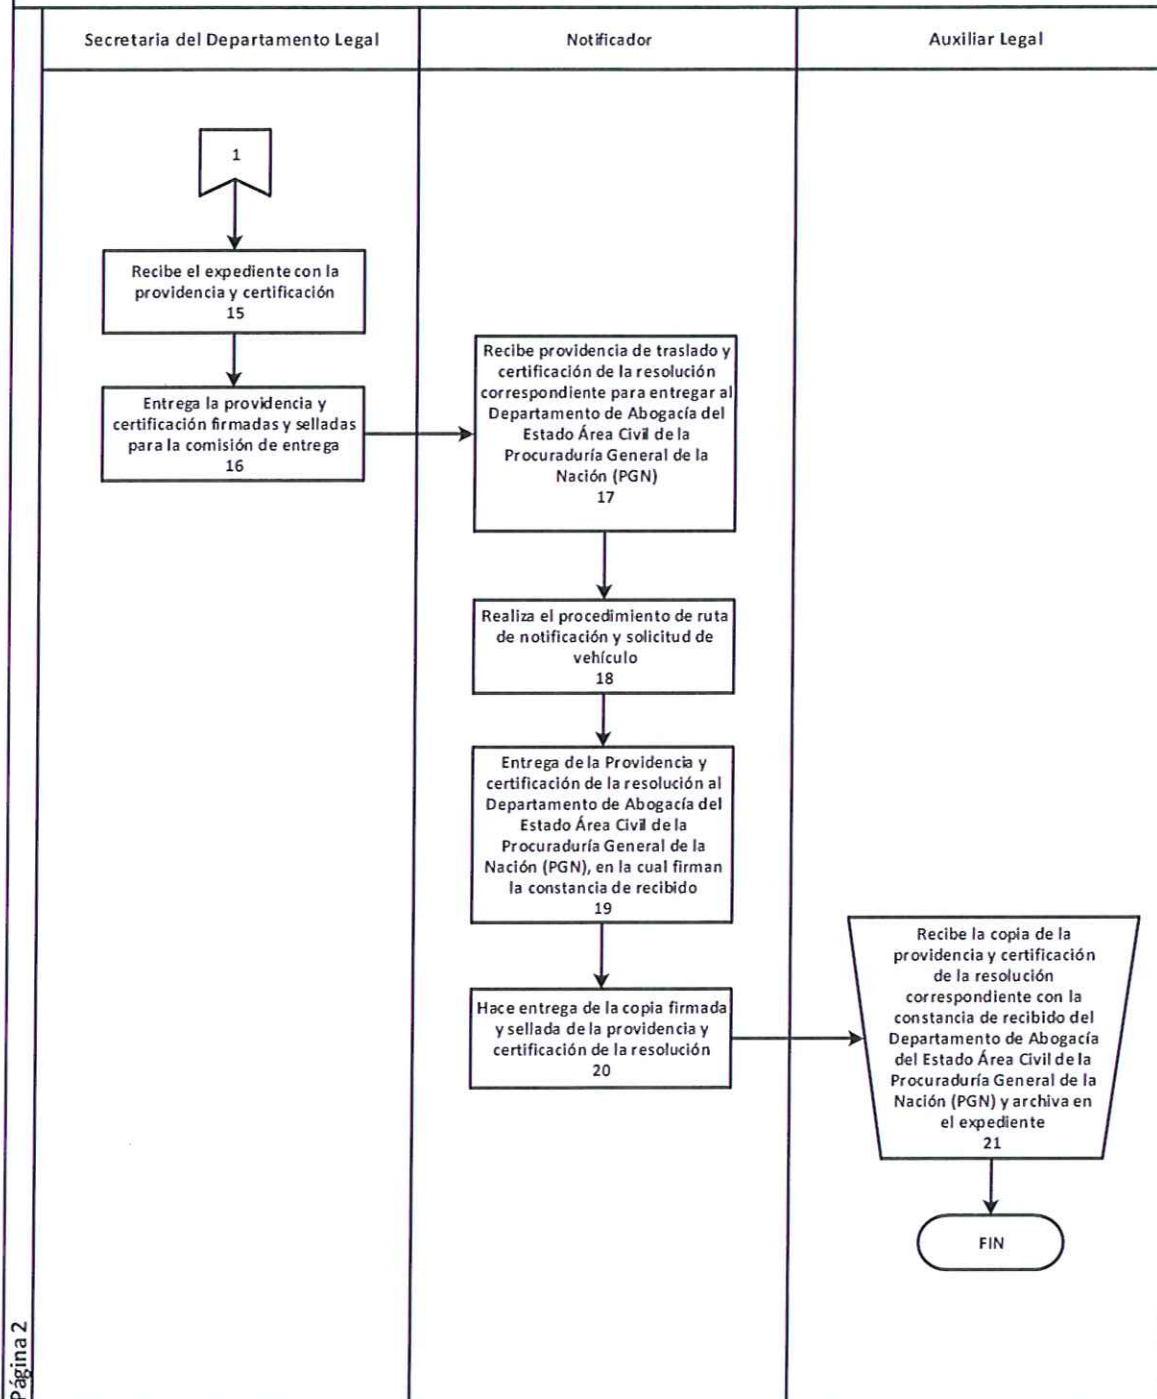 Secretaria del Departamento Legal
Notificador
Auxiliar Legal
1
Recibe el expediente con la
providencia y certificación
15
Entrega la providencia y
certificación firmadas y selladas
para la comisión de entrega
16
Recibe providencia de traslado y
certificación de la resolución
correspondiente para entregar al
Departamento de Abogacía del
Estado Área Civil de la
Procuraduría General de la
Nación (PGN)
17
Realiza el procedimiento de ruta
de notificación y solicitud de
vehículo
18
Entrega de la Providencia y
certificación de la resolución al
Departamento de Abogacía del
Estado Área Civil de la
Procuraduría General de la
Nación (PGN), en la cual firman
la constancia de recibido
19
Hace entrega de la copia firmada
y sellada de la providencia y
certificación de la resolución
20
Recibe la copia de la
providencia y certificación
de la resolución
correspondiente con la
constancia de recibido del
Departamento de Abogacía
del Estado Área Civil de la
Procuraduría General de la
Nación (PGN) y archiva en
el expediente
21
FIN
Página 2